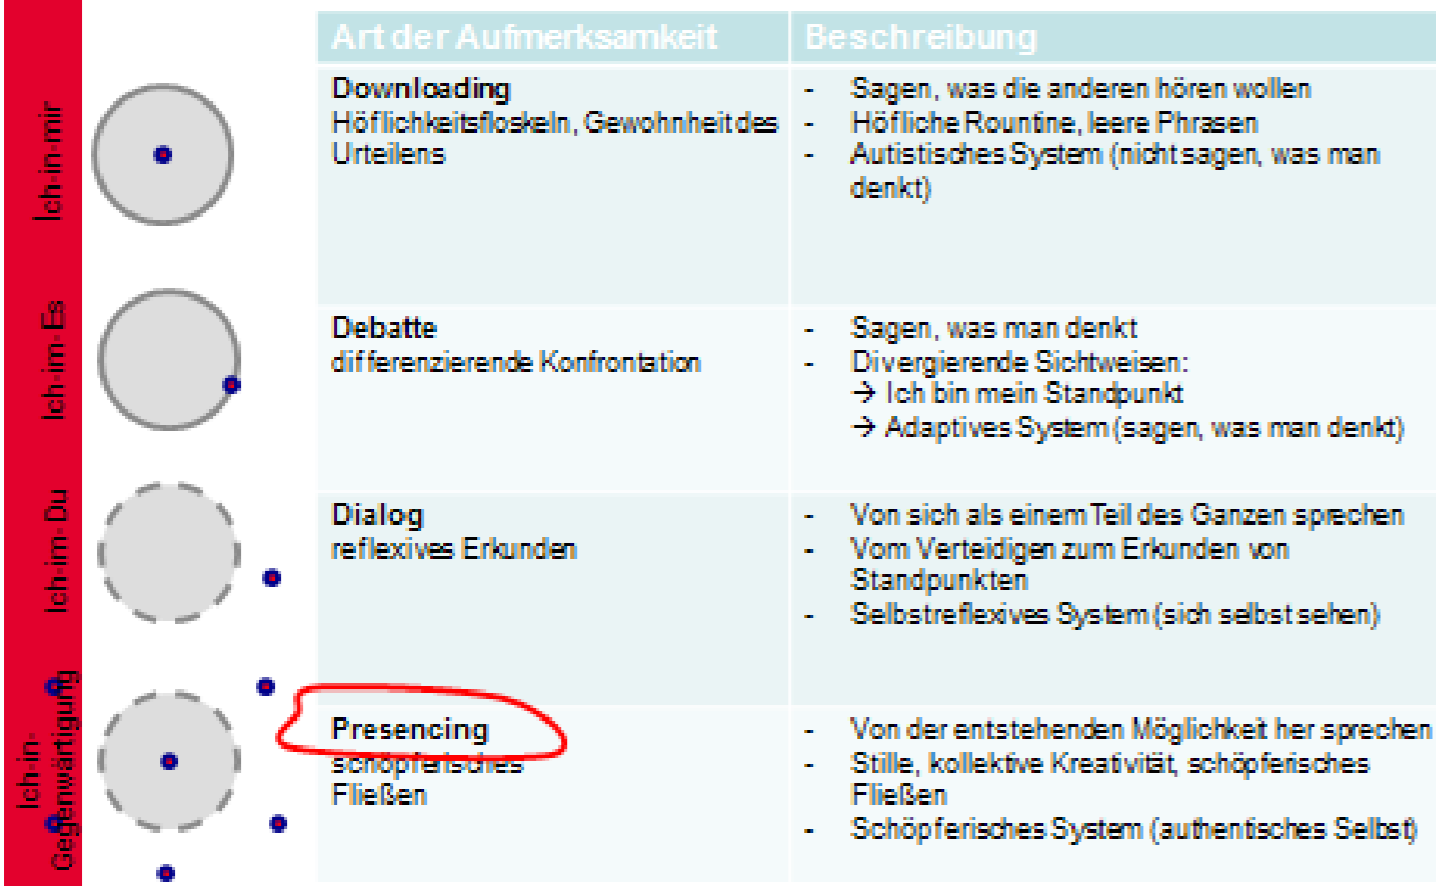 Art der Aufmerksamkeit
Beschreibung
Ich-in-mir
Downloading
Höflichkeitsfloskeln, Gewohnheit des
Urteilens
- Sagen, was die anderen hören wollen
- Höfliche Rountine, leere Phrasen
- Autistisches System (nicht sagen, was man
denkt)
Ich-im-Es
Debatte
differenzierende Konfrontation
- Sagen, was man denkt
- Divergierende Sichtweisen:
→ Ich bin mein Standpunkt
→ Adaptives System (sagen, was man denkt)
Ich-im-Du
Dialog
reflexives Erkunden
- Von sich als einem Teil des Ganzen sprechen
- Vom Verteidigen zum Erkunden von
Standpunkten
- Selbstreflexives System (sich selbst sehen)
Ich-in-
Gegenwärtigung
Presencing
schöpferisches
Fließen
- Von der entstehenden Möglichkeit her sprechen
- Stille, kollektive Kreativität, schöpferisches
Fließen
- Schöpferisches System (authentisches Selbst)